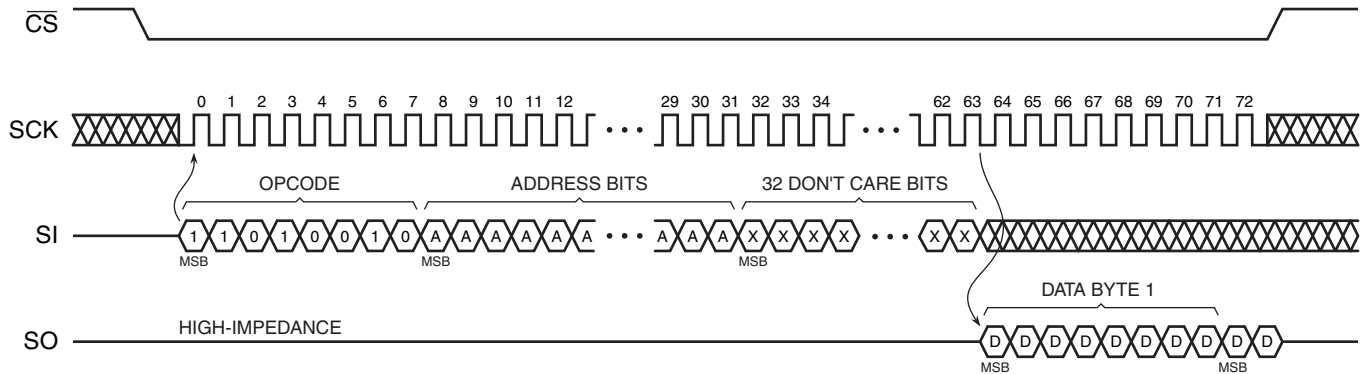 CS
0 1 2 3 4 5 6 7 8 9 10 11 12 29 30 31 32 33 34 62 63 64 65 66 67 68 69 70 71 72
SCK
OPCODE ADDRESS BITS 32 DON'T CARE BITS
SI 1 1 0 1 0 0 1 0 A A A A A A A A A X X X X X X
MSB MSB MSB
DATA BYTE 1
HIGH-IMPEDANCE
SO D D D D D D D D D D
MSB MSB